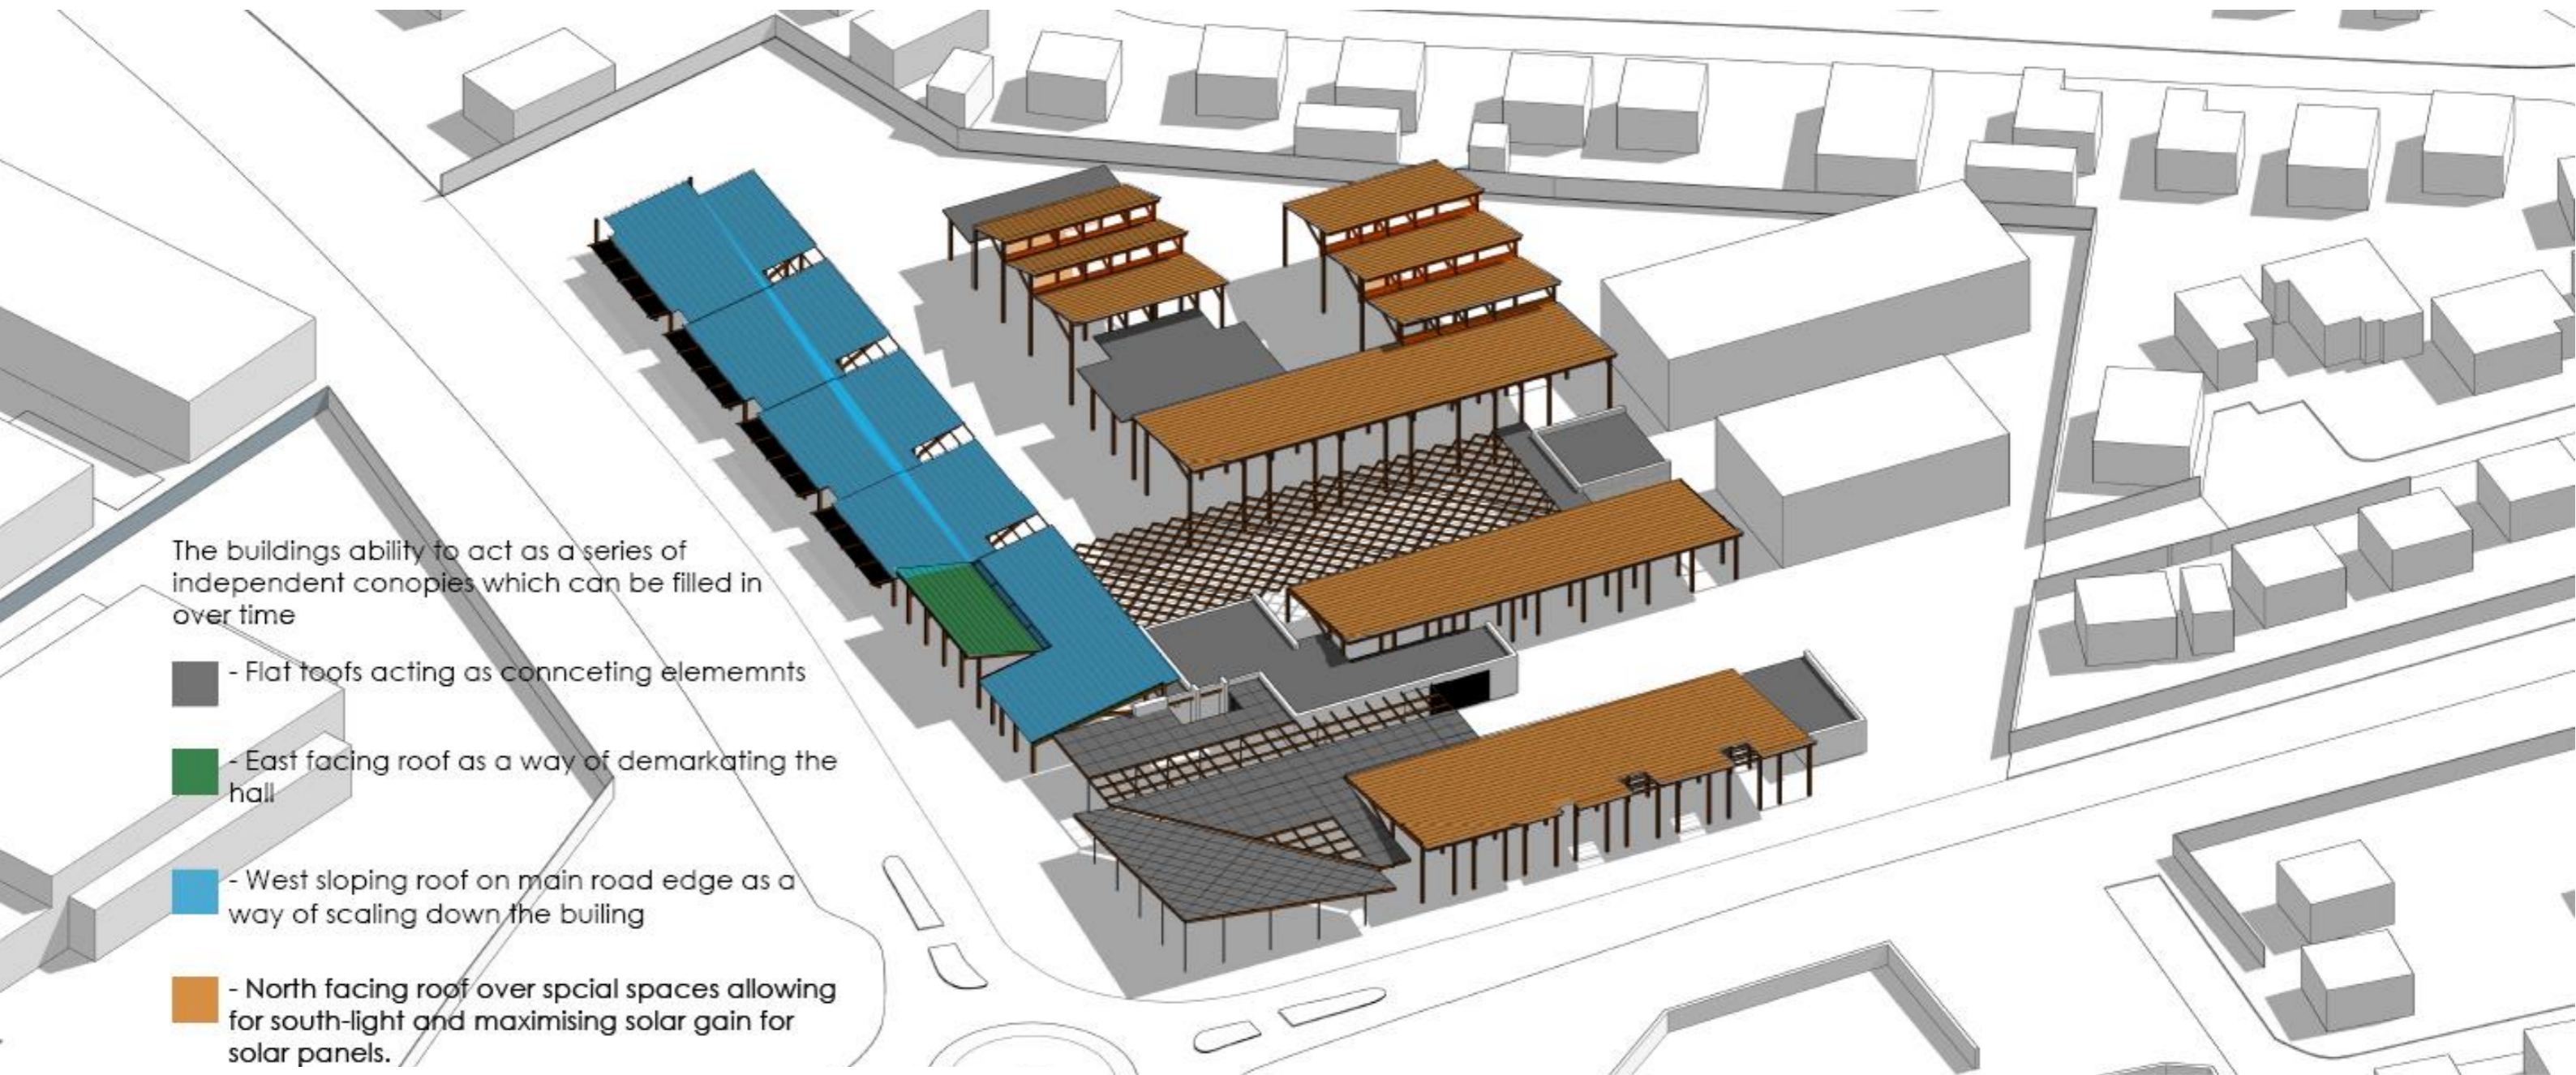 The buildings ability to act as a series of
independent conopies which can be filled in
over time
- Flat toofs acting as connceting elememnts
- East facing roof as a way of demarkating the
hall
- West sloping roof on main road edge as a
way of scaling down the builing
- North facing roof over spcial spaces allowing
for south-light and maximising solar gain for
solar panels.